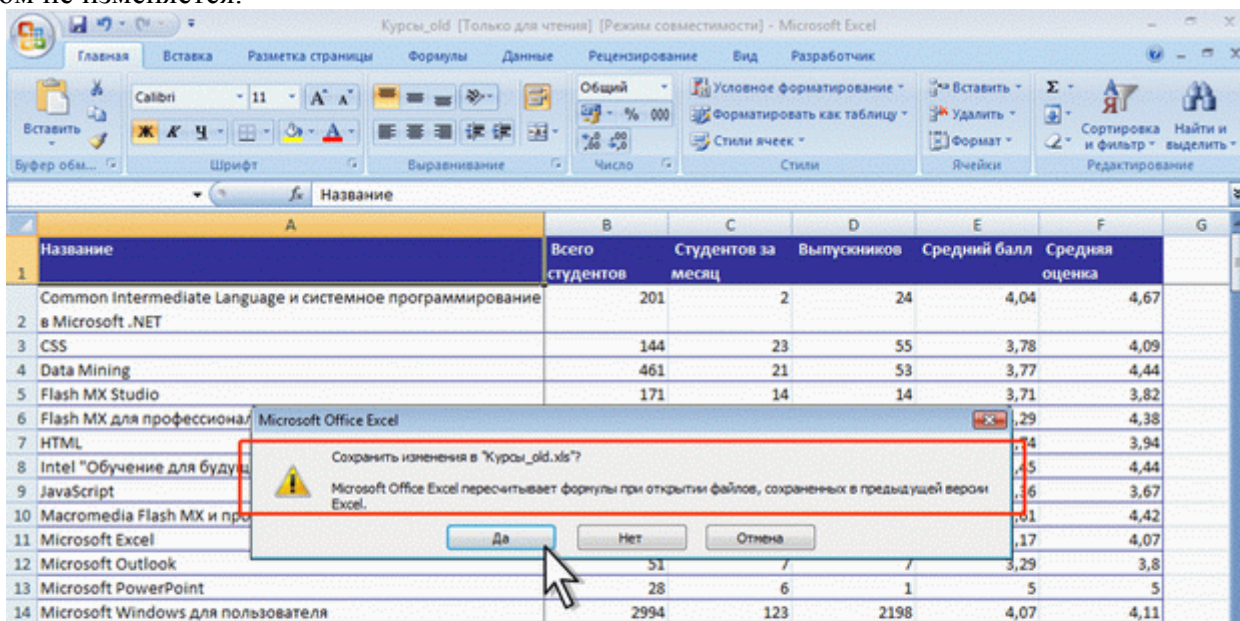 ом не изменяется.
Курсы_old [Только для чтения] [Режим совместимости] - Microsoft Excel
Главная Вставка Разметка страницы Формулы Данные Рецензирование Вид Разработчик
Вставить
Calibri 11
Ж К Ч
Общий
% 000
Условное форматирование
Форматировать как таблицу
Стили ячеек
Вставить
Удалить
Формат
Сортировка и фильтр
Найти и выделить
Буфер обм... Шрифт Выравнивание Число Стили Ячейки Редактирование
fx Название
A B C D E F G
1 Название Всего студентов Студентов за месяц Выпускников Средний балл Средняя оценка
2 Common Intermediate Language и системное программирование в Microsoft .NET 201 2 24 4,04 4,67
3 CSS 144 23 55 3,78 4,09
4 Data Mining 461 21 53 3,77 4,44
5 Flash MX Studio 171 14 14 3,71 3,82
6 Flash MX для профессионал ,29 4,38
7 HTML ,74 3,94
8 Intel "Обучение для будущ ,45 4,44
9 JavaScript ,36 3,67
10 Macromedia Flash MX и про ,61 4,42
11 Microsoft Excel ,17 4,07
12 Microsoft Outlook 51 7 7 3,29 3,8
13 Microsoft PowerPoint 28 6 1 5 5
14 Microsoft Windows для пользователя 2994 123 2198 4,07 4,11
Microsoft Office Excel
Сохранить изменения в "Курсы_old.xls"?
Microsoft Office Excel пересчитывает формулы при открытии файлов, сохраненных в предыдущей версии
Excel.
Да Нет Отмена